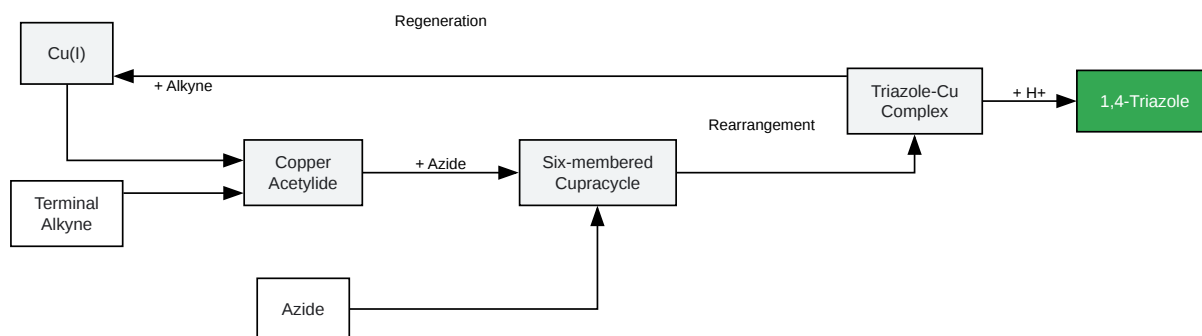 Regeneration
Cu(I)
+ Alkyne
Triazole-Cu
Complex
+ H+
1,4-Triazole
Rearrangement
Copper
Acetylide
+ Azide
Six-membered
Cupracycle
Terminal
Alkyne
Azide